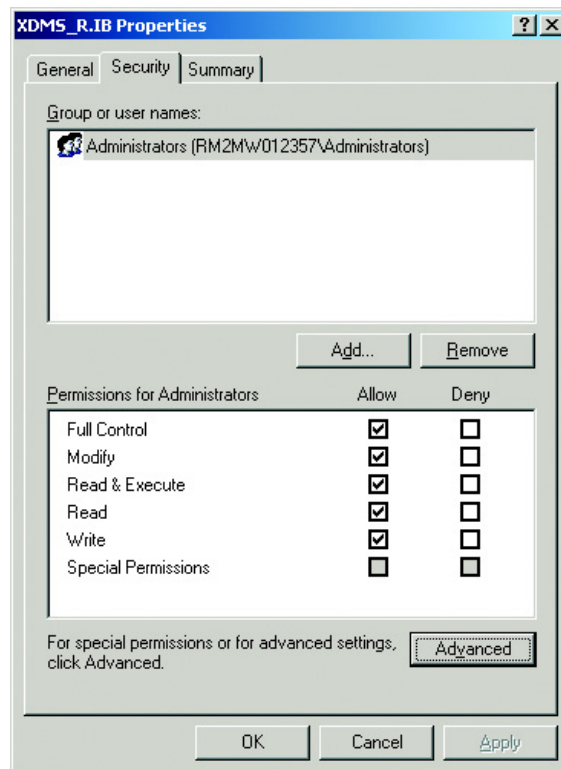 XDMS_R.IB Properties
General Security Summary
Group or user names:
Administrators (RM2MW012357\Administrators)
Add... Remove
Permissions for Administrators Allow Deny
Full Control
Modify
Read & Execute
Read
Write
Special Permissions
For special permissions or for advanced settings,
click Advanced.
Advanced
OK Cancel Apply